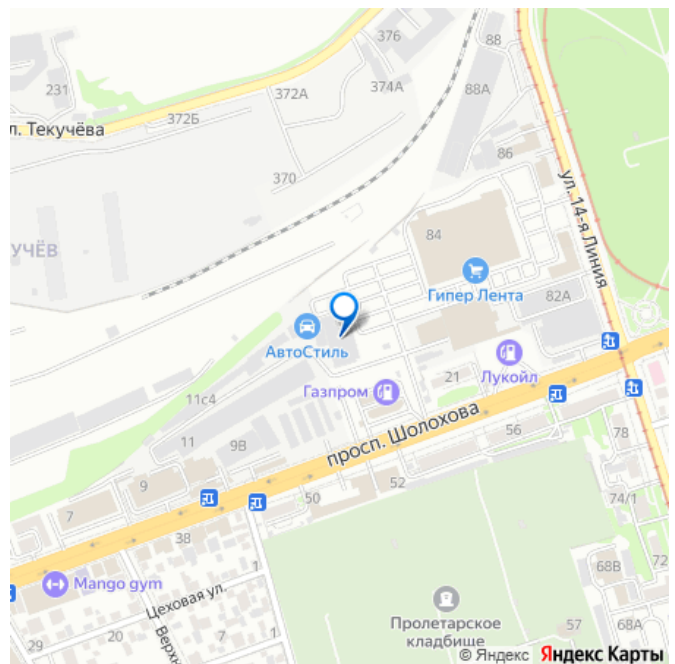 376
88
231
372А
374А
88А
372Б
л. Текучёва
86
370
ул. 14-я Линия
84
УЧЁВ
Гипер Лента
82А
АвтоСтиль
Лукойл
21
Газпром
11с4
просп. Шолохова
11
9В
56
78
9
52
50
7
74/1
38
72
68В
Mango gym
1
Цеховая ул.
Пролетарское
кладбище
57
68А
29
20
7
Верхн
1
© Яндекс Яндекс Карты